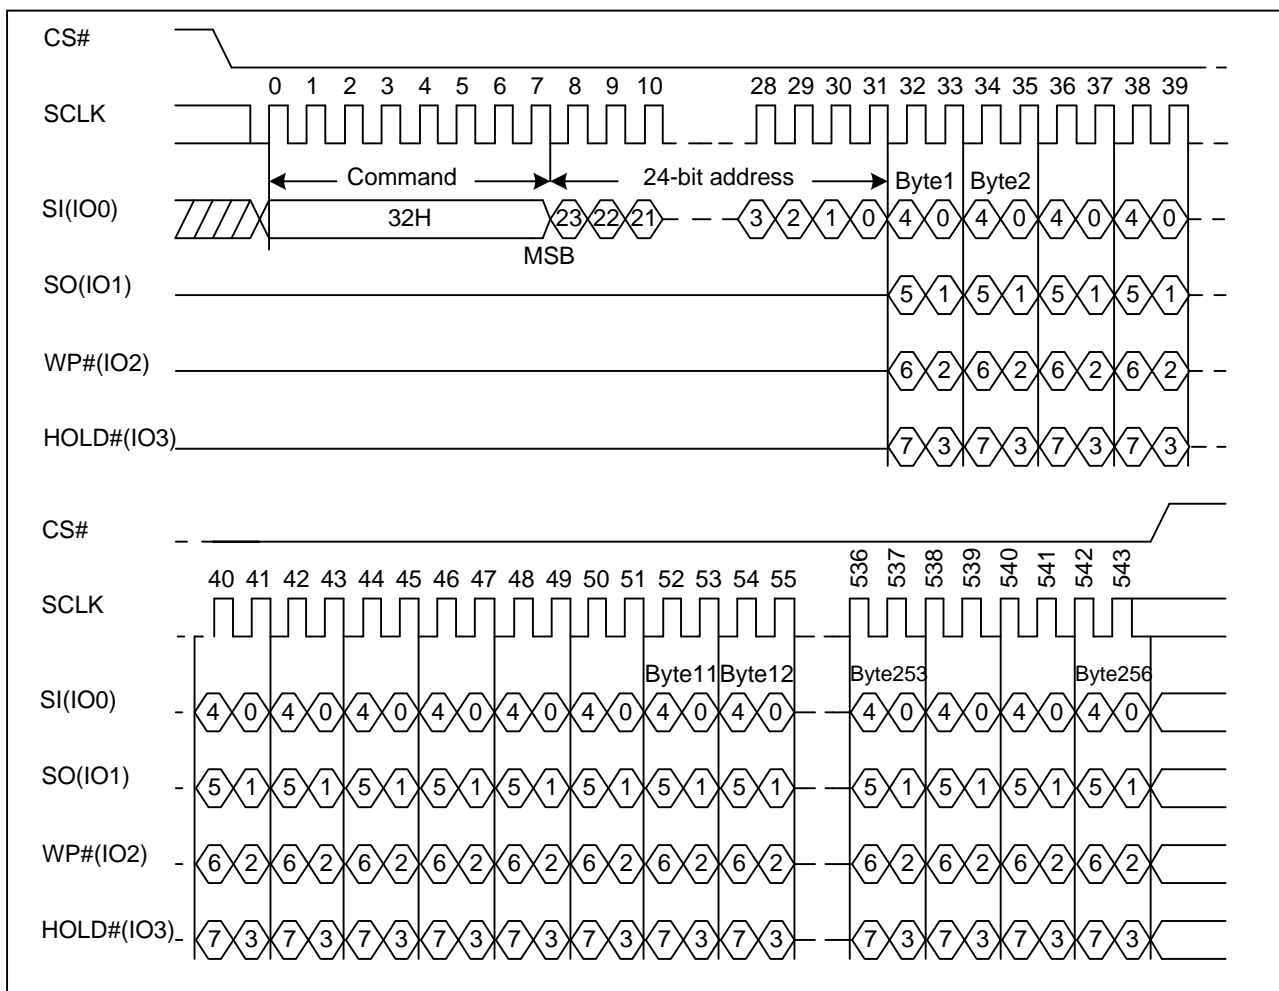 CS#
0 1 2 3 4 5 6 7 8 9 10 28 29 30 31 32 33 34 35 36 37 38 39
SCLK
Command 24-bit address Byte1 Byte2
SI(IO0) 32H 23 22 21 3 2 1 0 4 0 4 0 4 0 4 0
MSB
SO(IO1) 5 1 5 1 5 1 5 1
WP#(IO2) 6 2 6 2 6 2 6 2
HOLD#(IO3) 7 3 7 3 7 3 7 3
CS#
40 41 42 43 44 45 46 47 48 49 50 51 52 53 54 55 536 537 538 539 540 541 542 543
SCLK
Byte11 Byte12 Byte253 Byte256
SI(IO0) 4 0 4 0 4 0 4 0 4 0 4 0 4 0 4 0 4 0 4 0 4 0 4 0
SO(IO1) 5 1 5 1 5 1 5 1 5 1 5 1 5 1 5 1 5 1 5 1 5 1 5 1
WP#(IO2) 6 2 6 2 6 2 6 2 6 2 6 2 6 2 6 2 6 2 6 2 6 2 6 2
HOLD#(IO3) 7 3 7 3 7 3 7 3 7 3 7 3 7 3 7 3 7 3 7 3 7 3 7 3